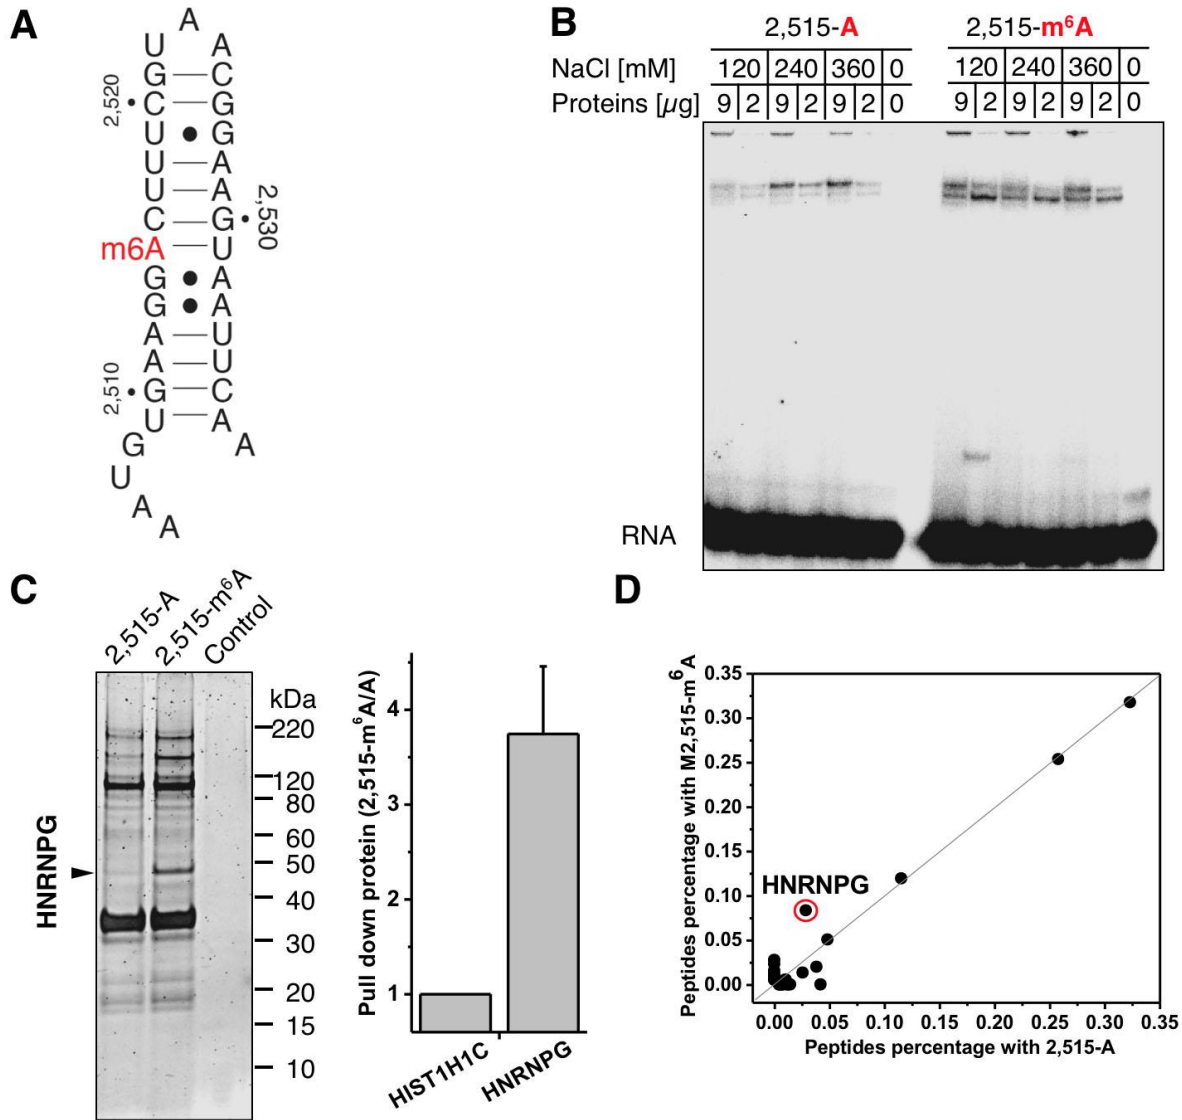 A
A
U A
G C
2,520
C G
U G
U A
U A
C G
2,530
m6A U
G A
G A
A U
A U
2,510
G C
U A
G A
U
A
A
B
2,515-A 2,515-m⁶A
NaCl [mM] 120 240 360 0 120 240 360 0
Proteins [µg] 9 2 9 2 9 2 0 9 2 9 2 9 2 0
RNA
C
2,515-A
2,515-m⁶A
Control
kDa
220
120
80
60
50
40
30
20
15
10
HNRNPG
Pull down protein (2,515-m⁶A/A)
4
3
2
1
HIST1H1C
HNRNPG
D
Peptides percentage with M2,515-m⁶A
0.35
0.30
0.25
0.20
0.15
0.10
0.05
0.00
HNRNPG
0.00 0.05 0.10 0.15 0.20 0.25 0.30 0.35
Peptides percentage with 2,515-A